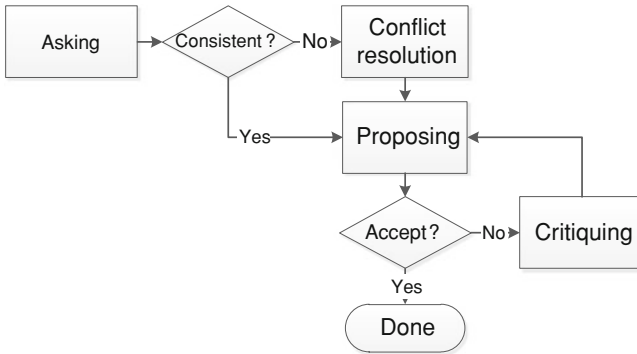 Asking
Consistent ?
No
Conflict
resolution
Yes
Proposing
Accept ?
No
Critiquing
Yes
Done